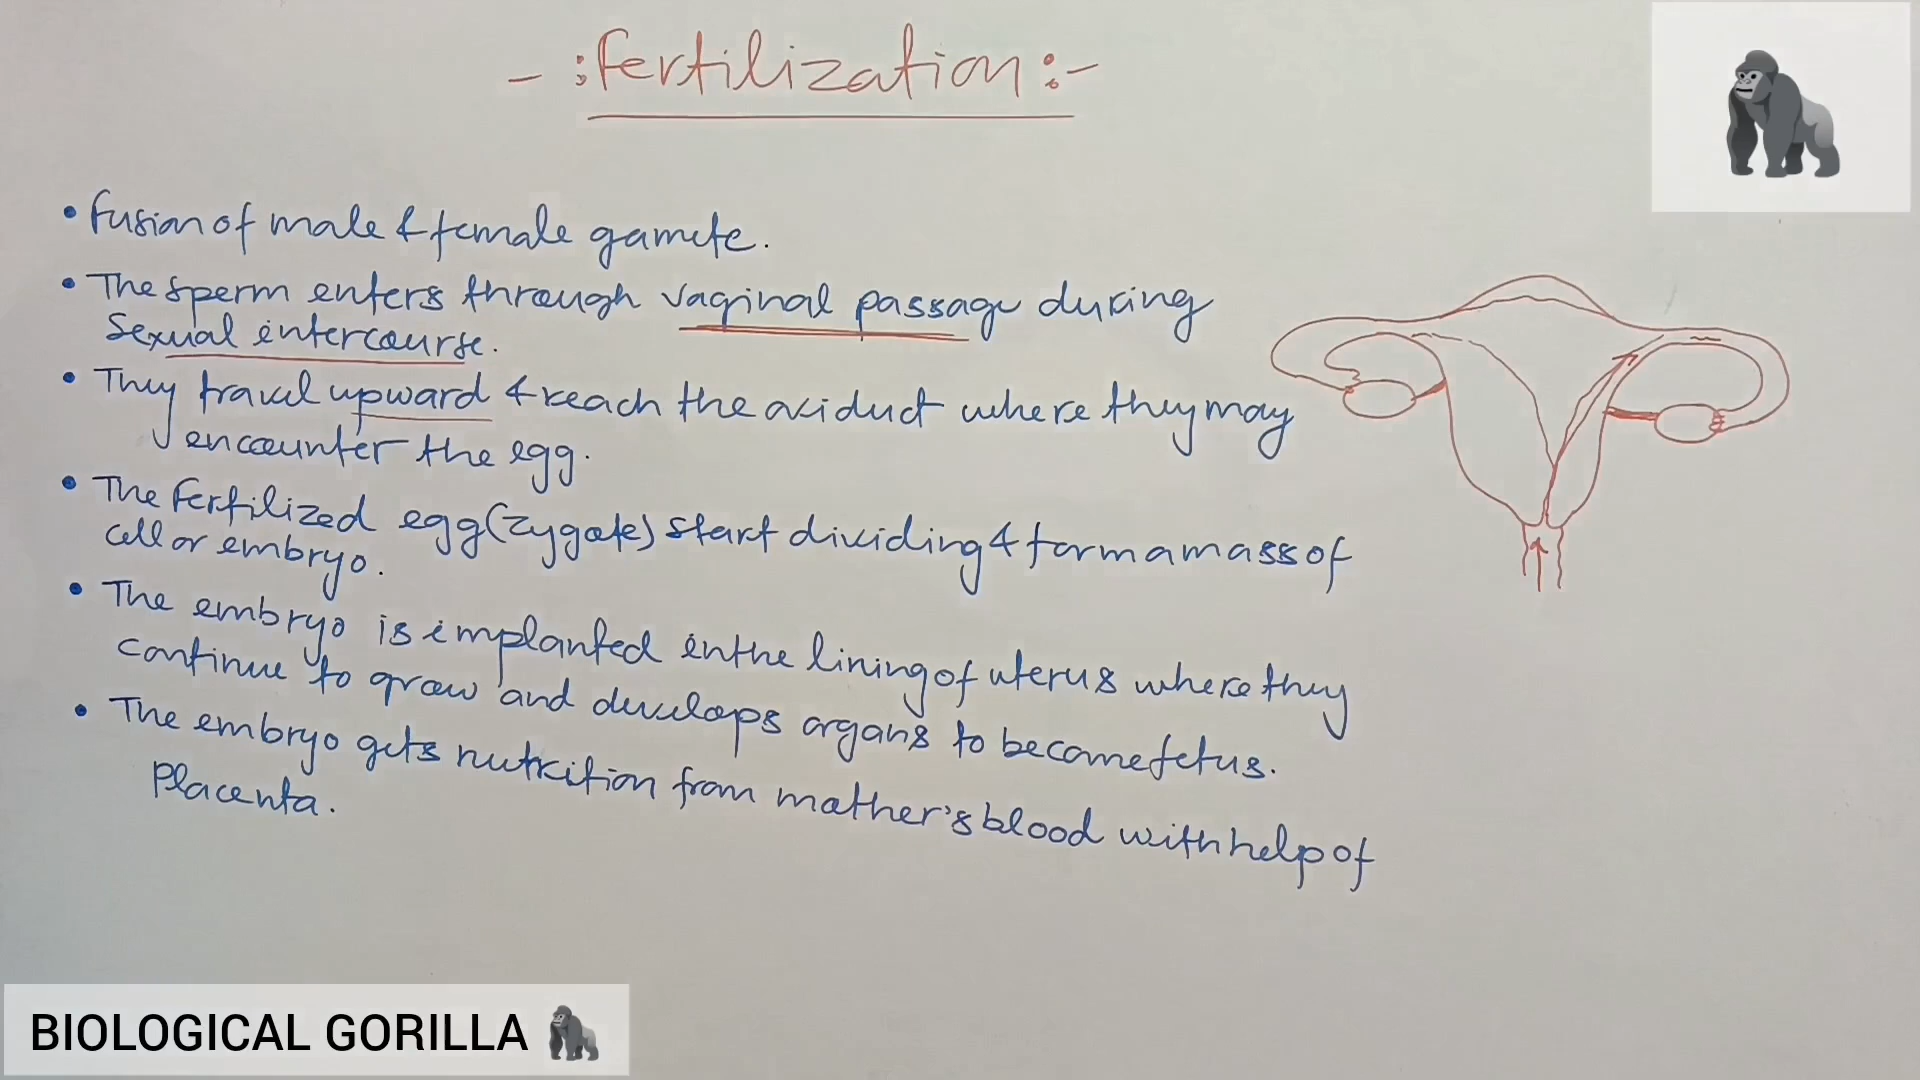 - :Fertilization:-
• Fusion of male & female gamete.
• The sperm enters through vaginal passage during
Sexual intercourse.
• They travel upward & reach the oviduct where they may
encounter the egg.
• The Fertilized egg (zygote) start dividing & form a mass of
cell or embryo.
• The embryo is implanted in the lining of uterus where they
continue to grow and develops organs to become fetus.
• The embryo gets nutrition from mother's blood with help of
Placenta.
BIOLOGICAL GORILLA